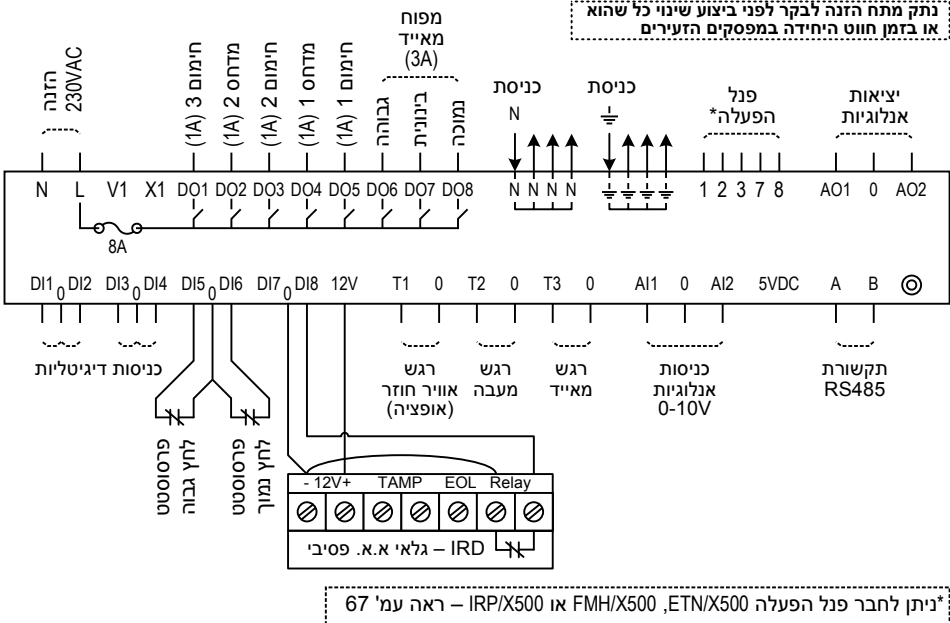 נתק מתח הזנה לבקר לפני ביצוע שינוי כל שהוא
או בזמן חווט היחידה במפסקים הזעירים
הזנה
230VAC
חימום 3 (1A)
מדחס 2 (1A)
חימום 2 (1A)
מדחס 1 (1A)
חימום 1 (1A)
מפוח
מאייד
(3A)
גבוהה
בינונית
נמוכה
כניסת
N
כניסת
פנל
הפעלה*
יציאות
אנלוגיות
N L V1 X1 DO1 DO2 DO3 DO4 DO5 DO6 DO7 DO8 N N N N 1 2 3 7 8 AO1 0 AO2
8A
DI1 0 DI2 DI3 0 DI4 DI5 0 DI6 DI7 0 DI8 12V T1 0 T2 0 T3 0 AI1 0 AI2 5VDC A B
כניסות דיגיטליות
פרסוסטט
לחץ גבוה
פרסוסטט
לחץ נמוך
רגש
אוויר חוזר
(אופציה)
רגש
מעבה
רגש
מאייד
כניסות
אנלוגיות
0-10V
תקשורת
RS485
- 12V+ TAMP EOL Relay
IRD – גלאי א.א. פסיבי
*ניתן לחבר פנל הפעלה FMH/X500 ,ETN/X500 או IRP/X500 – ראה עמ' 67